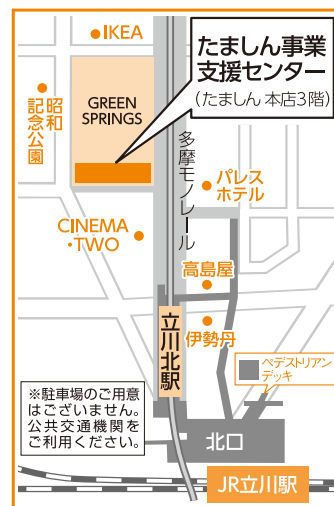 IKEA
たましん事業
支援センター
(たましん 本店3階)
GREEN
SPRINGS
昭和
記念公園
多摩モノレール
パレス
ホテル
CINEMA
・TWO
高島屋
立川北駅
伊勢丹
ペデストリアン
デッキ
※駐車場のご用意
はございません。
公共交通機関を
ご利用ください。
北口
JR立川駅